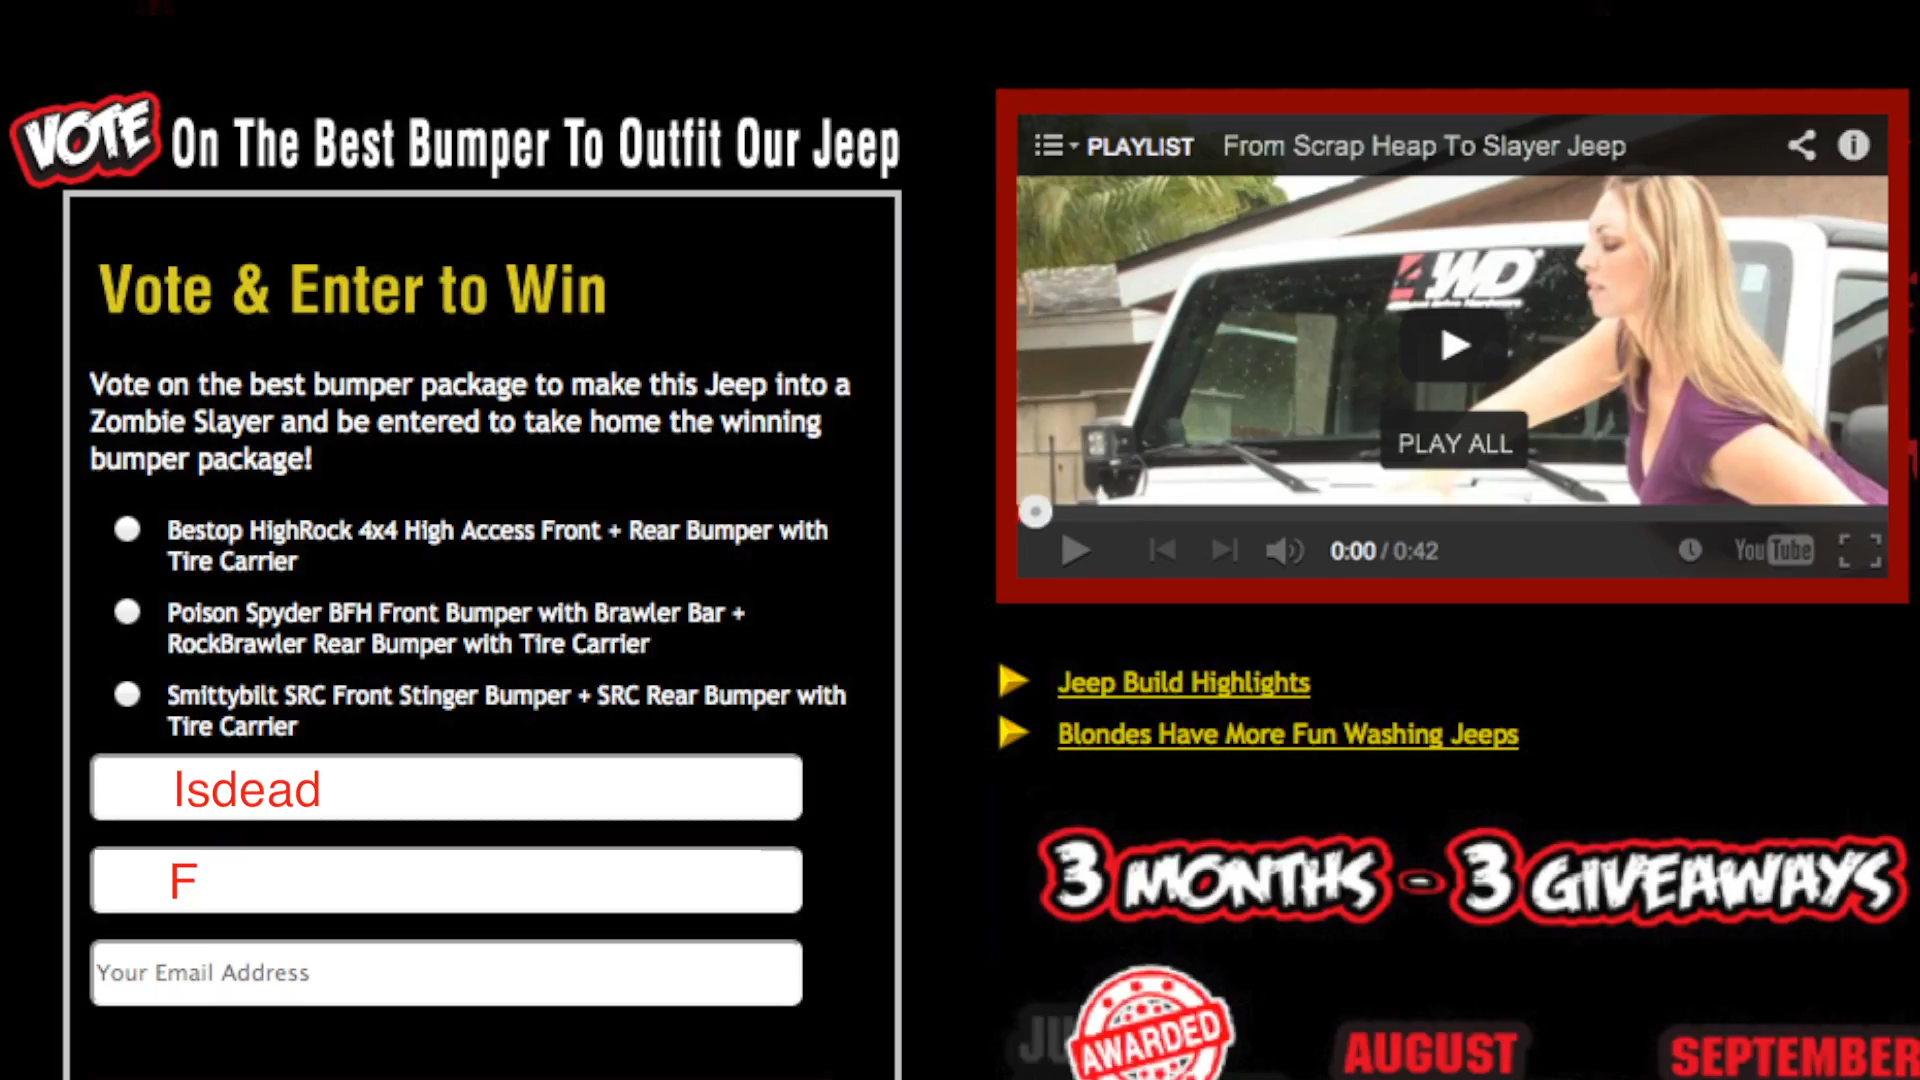 VOTE On The Best Bumper To Outfit Our Jeep
Vote & Enter to Win
Vote on the best bumper package to make this Jeep into a
Zombie Slayer and be entered to take home the winning
bumper package!
Bestop HighRock 4x4 High Access Front + Rear Bumper with
Tire Carrier
Poison Spyder BFH Front Bumper with Brawler Bar +
RockBrawler Rear Bumper with Tire Carrier
Smittybilt SRC Front Stinger Bumper + SRC Rear Bumper with
Tire Carrier
Isdead
F
Your Email Address
PLAYLIST From Scrap Heap To Slayer Jeep
4WD
PLAY ALL
0:00 / 0:42
YouTube
Jeep Build Highlights
Blondes Have More Fun Washing Jeeps
3 MONTHS - 3 GIVEAWAYS
AWARDED
AUGUST
SEPTEMBER